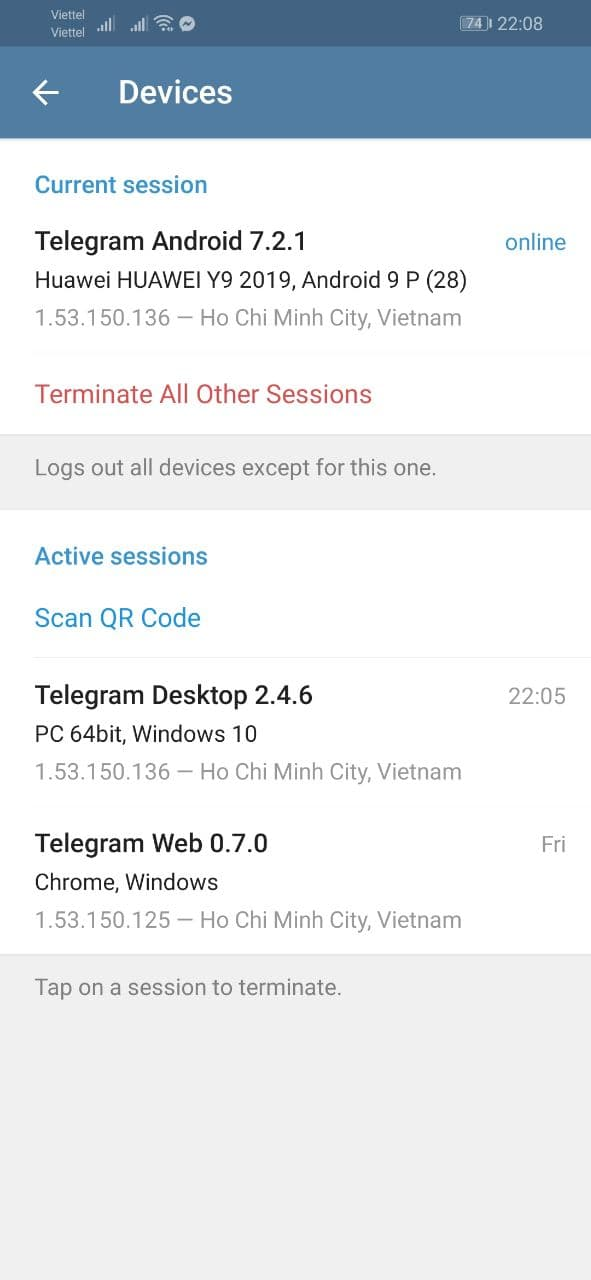 Viettel
Viettel
74 22:08
Devices
Current session
Telegram Android 7.2.1 online
Huawei HUAWEI Y9 2019, Android 9 P (28)
1.53.150.136 — Ho Chi Minh City, Vietnam
Terminate All Other Sessions
Logs out all devices except for this one.
Active sessions
Scan QR Code
Telegram Desktop 2.4.6 22:05
PC 64bit, Windows 10
1.53.150.136 — Ho Chi Minh City, Vietnam
Telegram Web 0.7.0 Fri
Chrome, Windows
1.53.150.125 — Ho Chi Minh City, Vietnam
Tap on a session to terminate.